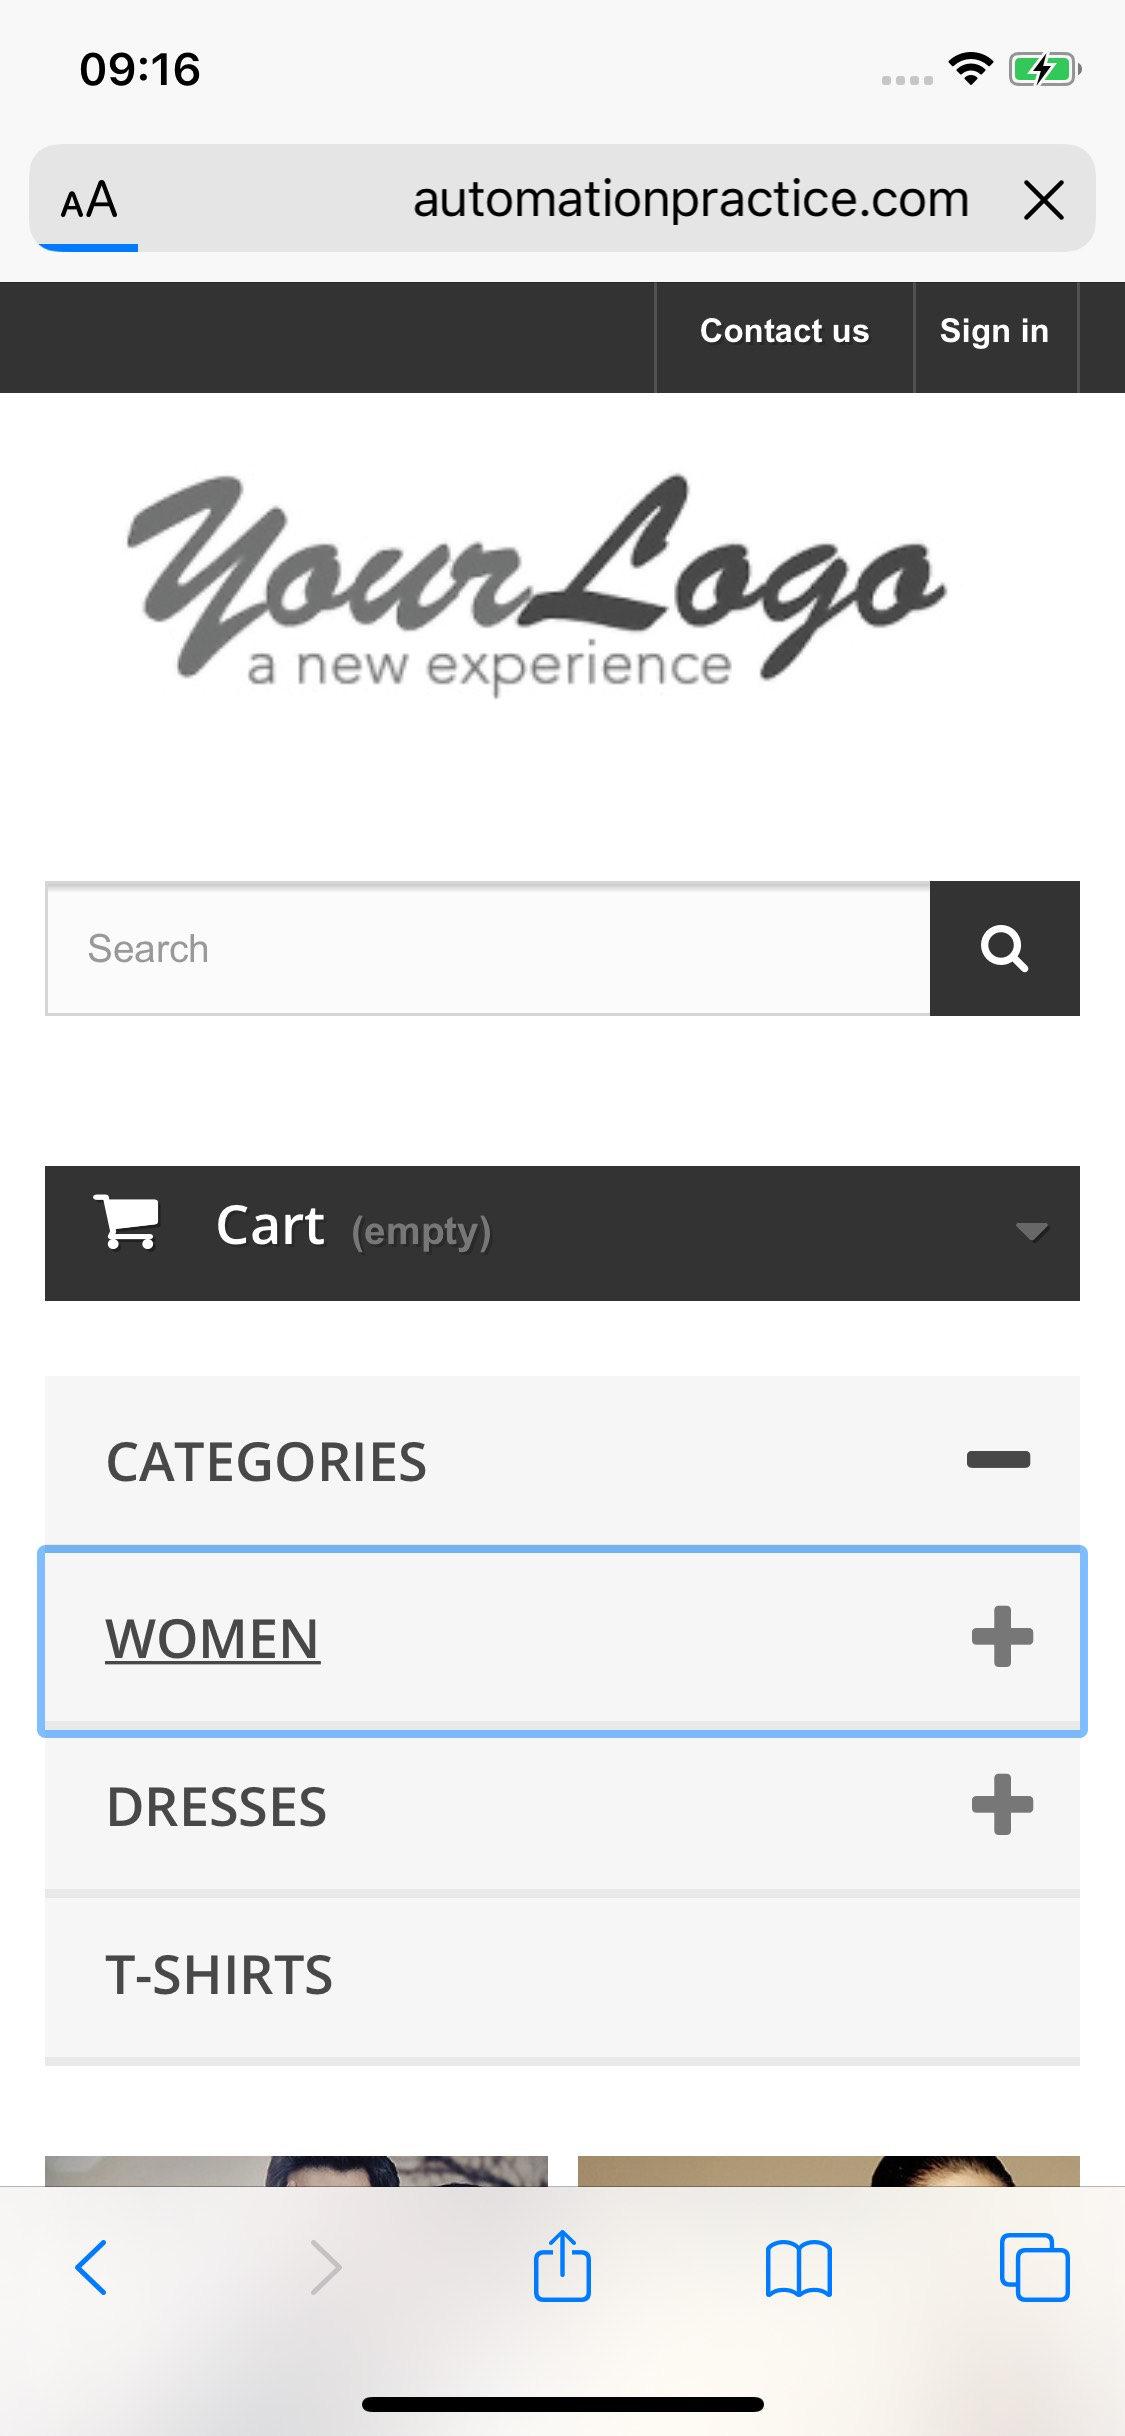 09:16
AA automationpractice.com
Contact us Sign in
YourLogo
a new experience
Search
Cart (empty)
CATEGORIES
WOMEN
DRESSES
T-SHIRTS